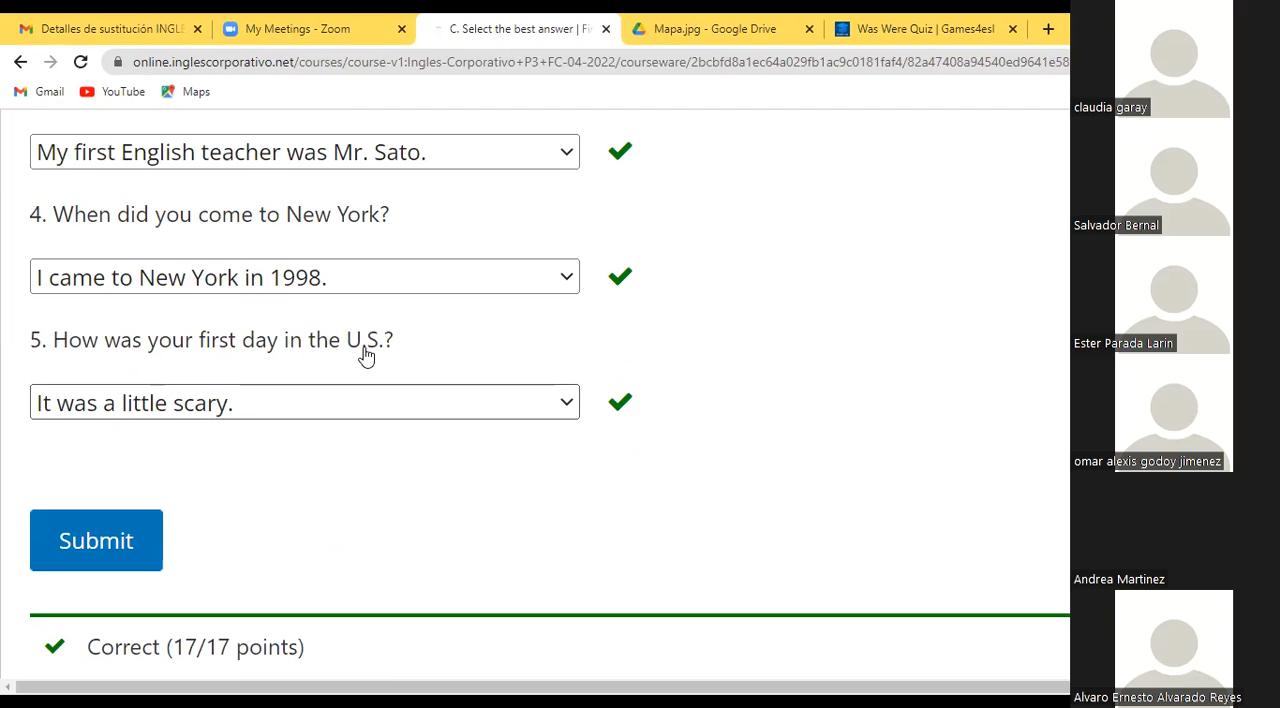 Detalles de sustitución INGLE
My Meetings - Zoom
C. Select the best answer | Fi
Mapa.jpg - Google Drive
Was Were Quiz | Games4esl
online.inglescorporativo.net/courses/course-v1:Ingles-Corporativo+P3+FC-04-2022/courseware/2bcbfd8a1ec64a029fb1ac9c0181faf4/82a47408a94540ed9641e58
Gmail
YouTube
Maps
My first English teacher was Mr. Sato.
4. When did you come to New York?
I came to New York in 1998.
5. How was your first day in the U.S.?
It was a little scary.
Submit
Correct (17/17 points)
claudia garay
Salvador Bernal
Ester Parada Larin
omar alexis godoy jimenez
Andrea Martinez
Alvaro Ernesto Alvarado Reyes